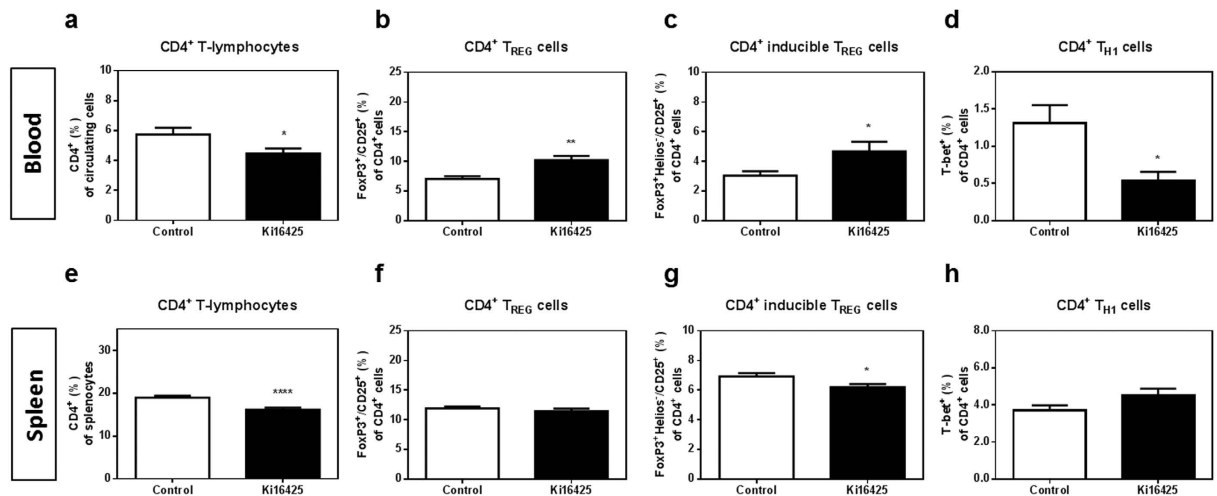 a
b
c
d
CD4⁺ T-lymphocytes
CD4⁺ T_REG cells
CD4⁺ inducible T_REG cells
CD4⁺ T_H1 cells
Blood
CD4⁺ (%)
of circulating cells
10
8
6
4
2
0
*
Control
Ki16425
FoxP3⁺/CD25⁺ (%)
of CD4⁺cells
25
20
15
10
5
0
**
Control
Ki16425
FoxP3⁺Helios⁻/CD25⁺ (%)
of CD4⁺ cells
10
8
6
4
2
0
*
Control
Ki16425
T-bet⁺ (%)
of CD4⁺ cells
2.0
1.5
1.0
0.5
0.0
*
Control
Ki16425
e
f
g
h
CD4⁺ T-lymphocytes
CD4⁺ T_REG cells
CD4⁺ inducible T_REG cells
CD4⁺ T_H1 cells
Spleen
CD4⁺ (%)
of splenocytes
30
20
10
0
****
Control
Ki16425
FoxP3⁺/CD25⁺ (%)
of CD4⁺ cells
25
20
15
10
5
0
Control
Ki16425
FoxP3⁺Helios⁻/CD25⁺ (%)
of CD4⁺ cells
10
8
6
4
2
0
*
Control
Ki16425
T-bet⁺ (%)
of CD4⁺ cells
8.0
6.0
4.0
2.0
0.0
Control
Ki16425